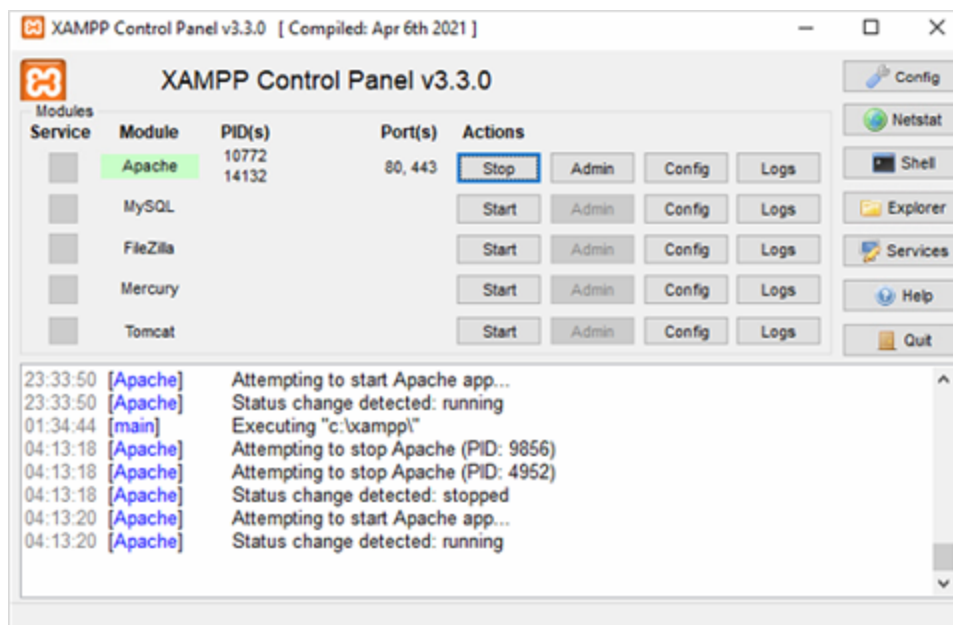 XAMPP Control Panel v3.3.0 [ Compiled: Apr 6th 2021 ]
XAMPP Control Panel v3.3.0
Config
Modules
Service Module PID(s) Port(s) Actions
Netstat
Apache 10772 14132 80, 443 Stop Admin Config Logs
Shell
MySQL Start Admin Config Logs
Explorer
FileZilla Start Admin Config Logs
Services
Mercury Start Admin Config Logs
Help
Tomcat Start Admin Config Logs
Quit
23:33:50 [Apache] Attempting to start Apache app...
23:33:50 [Apache] Status change detected: running
01:34:44 [main] Executing "c:\xampp\"
04:13:18 [Apache] Attempting to stop Apache (PID: 9856)
04:13:18 [Apache] Attempting to stop Apache (PID: 4952)
04:13:18 [Apache] Status change detected: stopped
04:13:20 [Apache] Attempting to start Apache app...
04:13:20 [Apache] Status change detected: running